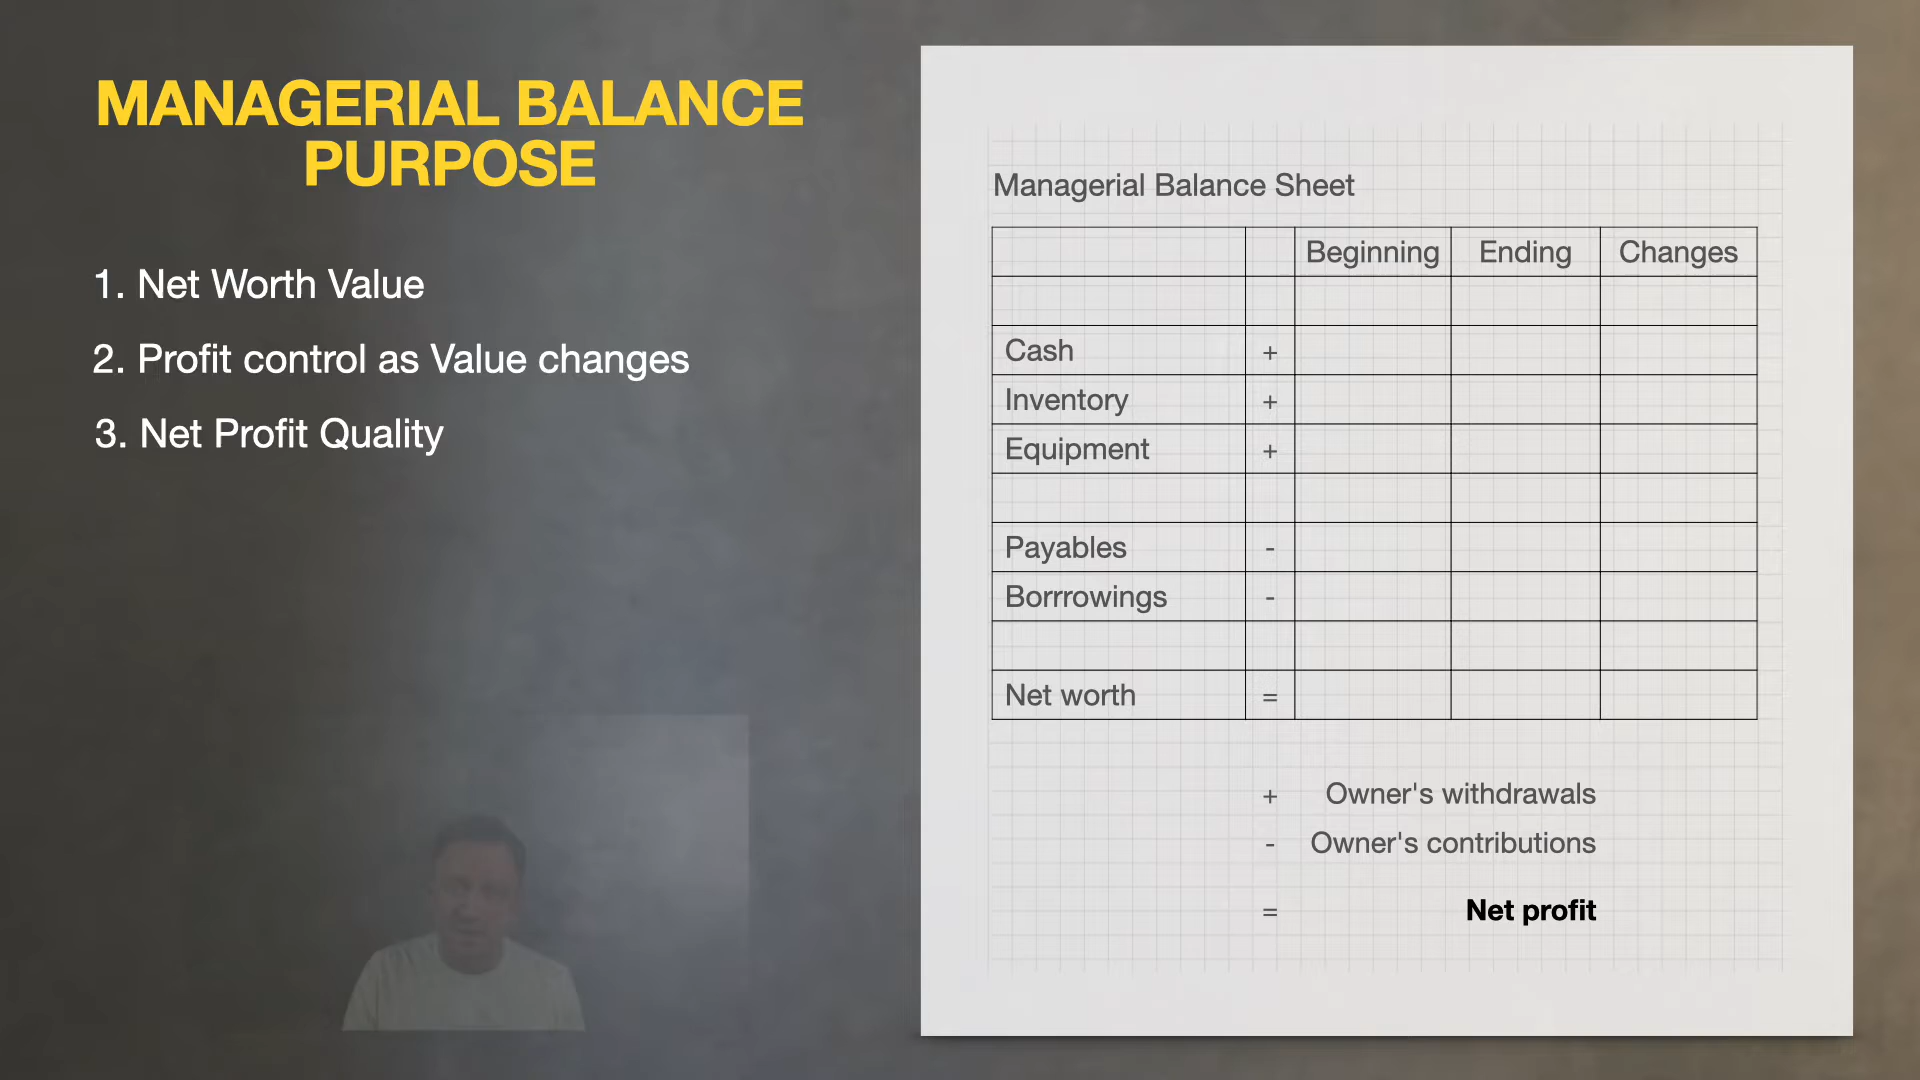 MANAGERIAL BALANCE
PURPOSE
1. Net Worth Value
2. Profit control as Value changes
3. Net Profit Quality
Managerial Balance Sheet
Beginning Ending Changes
Cash +
Inventory +
Equipment +
Payables -
Borrrowings -
Net worth =
+ Owner's withdrawals
- Owner's contributions
= Net profit